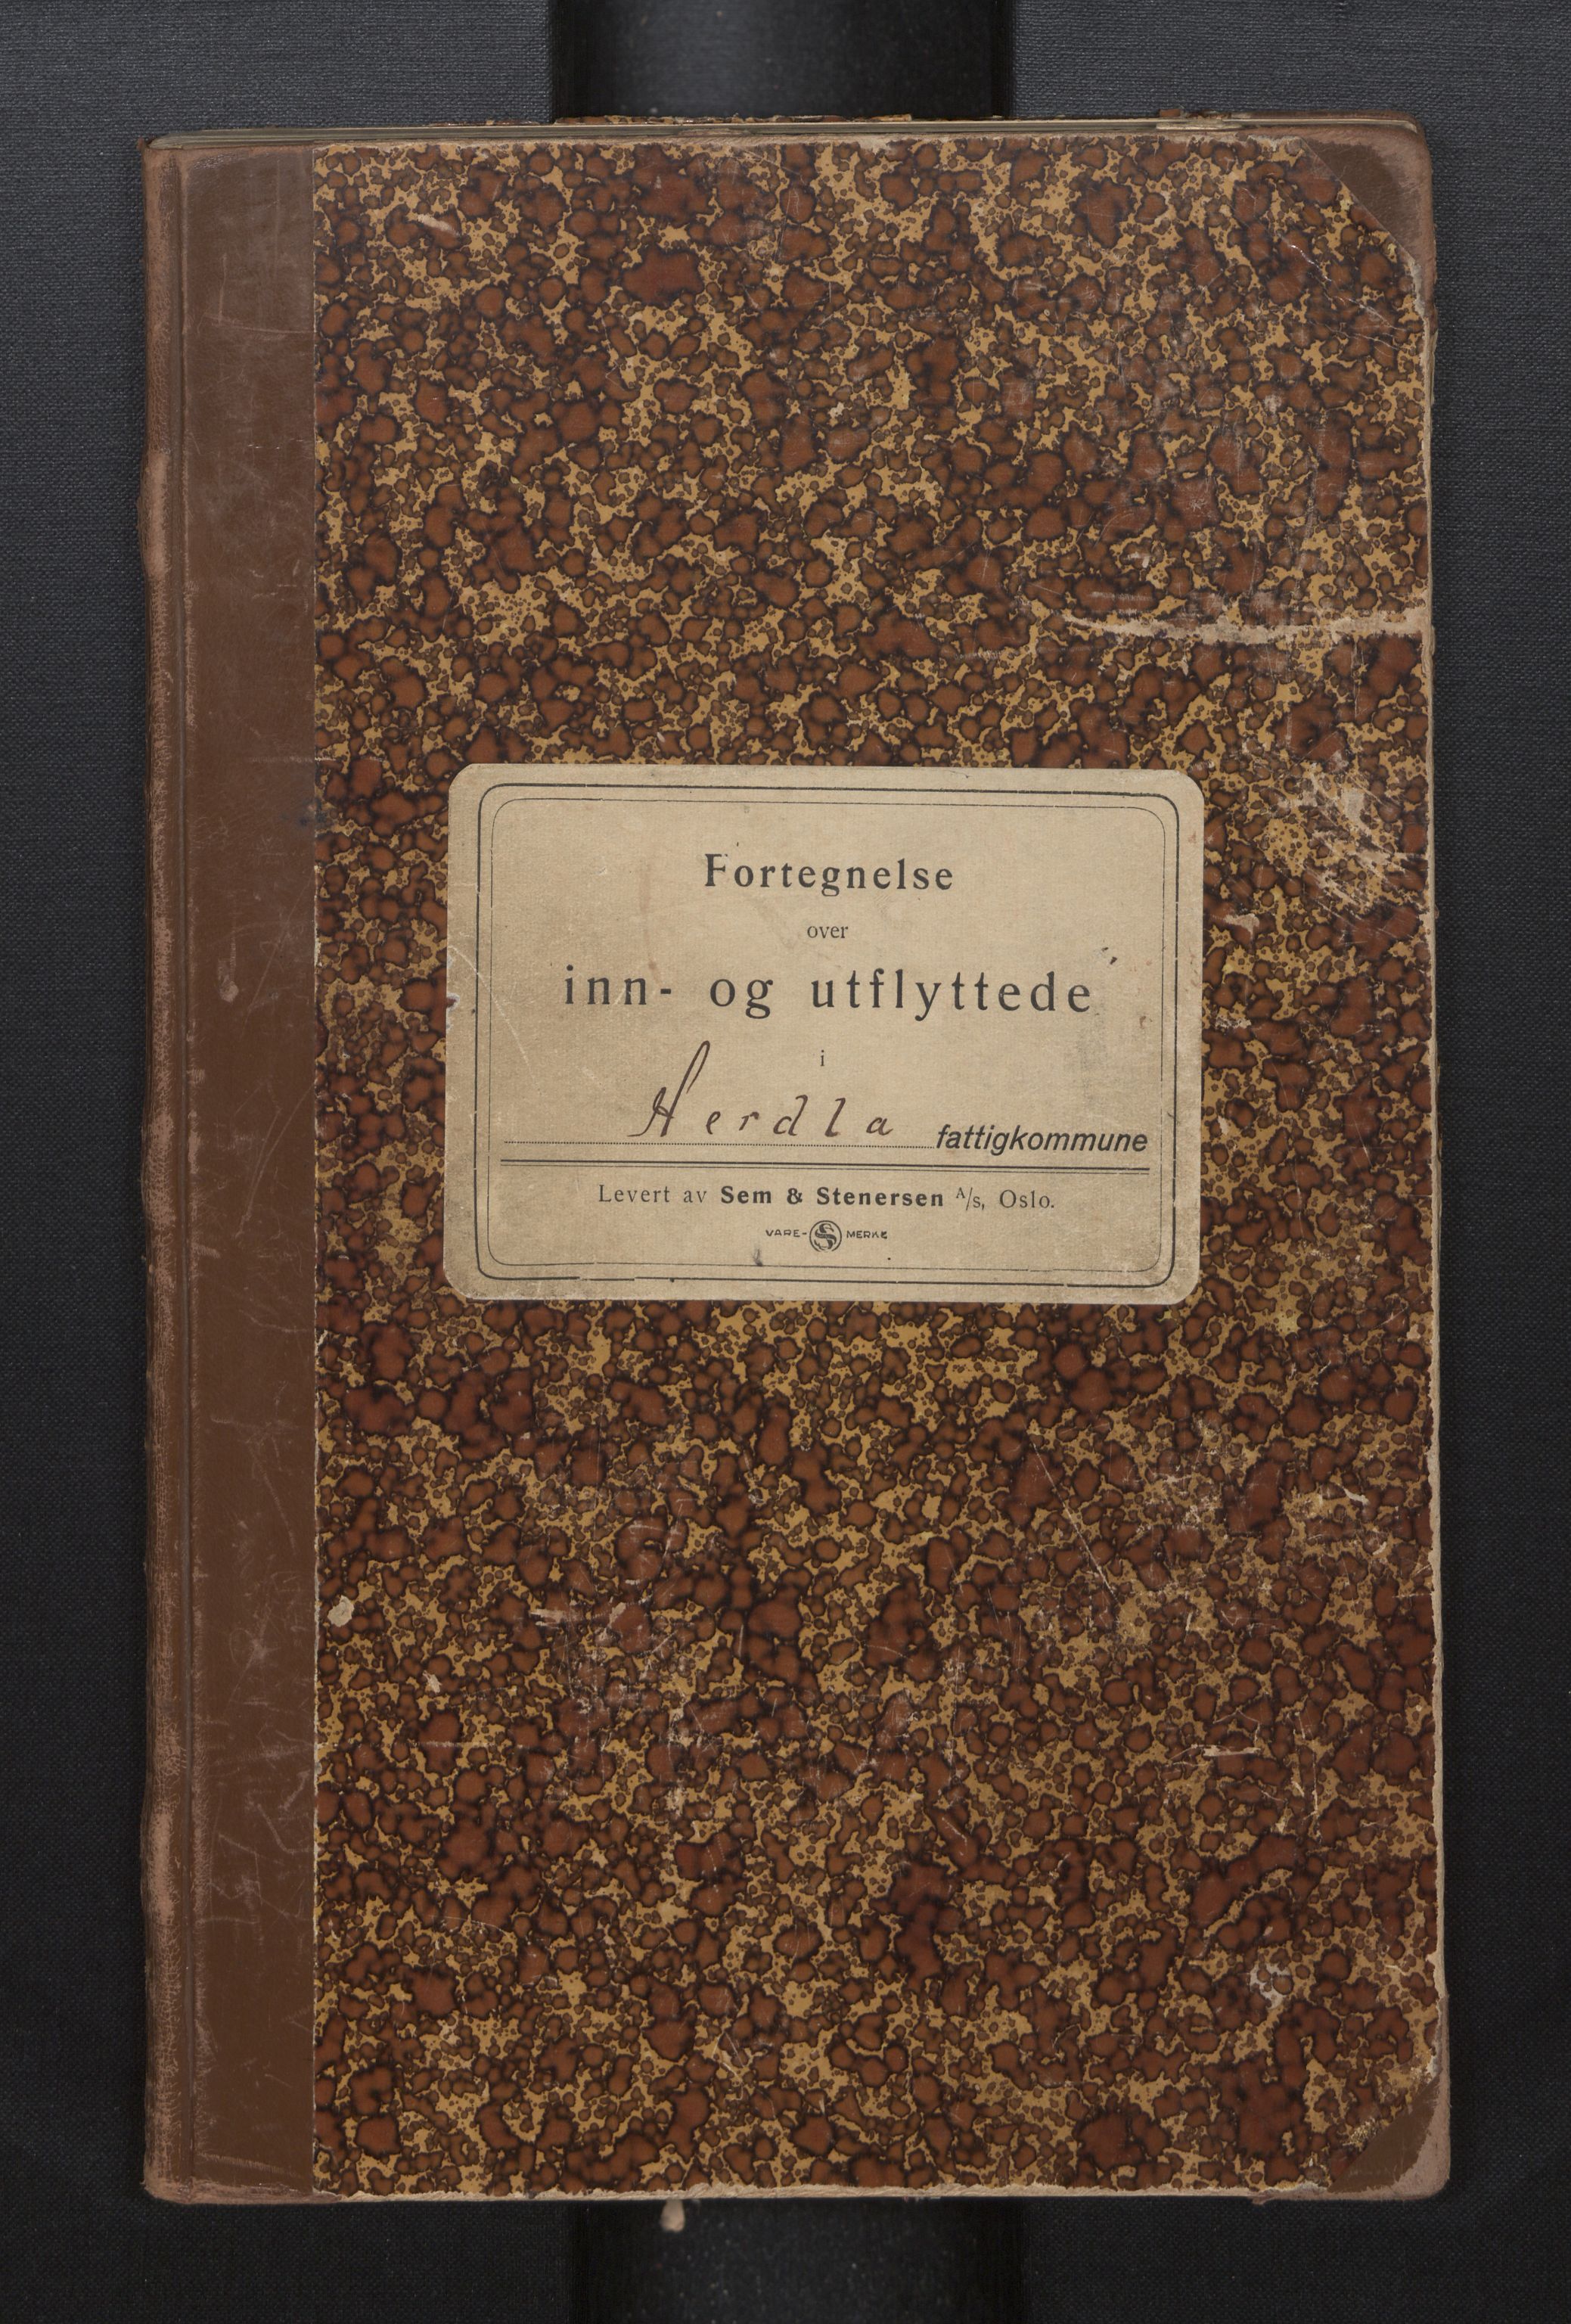 Fortegnelse
over
inn- og utflyttede
i
Herdla fattigkommune
Levert av Sem & Stenersen A/s, Oslo.
VARE- S MERKE